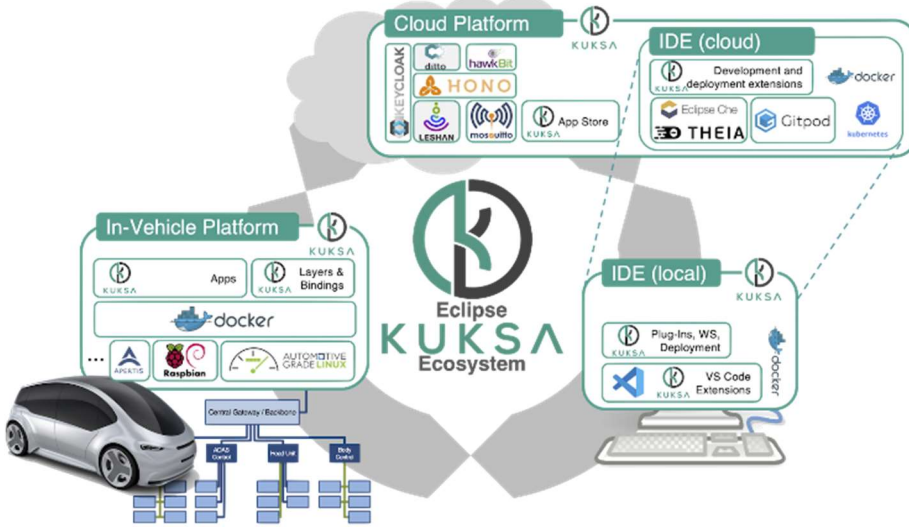 Cloud Platform
KUKSA
IDE (cloud)
KEYCLOAK
ditto
hawkBit
HONO
LESHAN
mosquitto
KUKSA
App Store
KUKSA
Development and
deployment extensions
docker
Eclipse Che
THEIA
Gitpod
kubernetes
In-Vehicle Platform
KUKSA
KUKSA
Apps
KUKSA
Layers &
Bindings
docker
...
APERTIS
Raspbian
AUTOMOTIVE
GRADELINUX
Eclipse
KUKSA
Ecosystem
IDE (local)
KUKSA
KUKSA
Plug-Ins, WS,
Deployment
docker
KUKSA
VS Code
Extensions
Central Gateway / Backbone
ADAS
Control
Head Unit
Body
Control